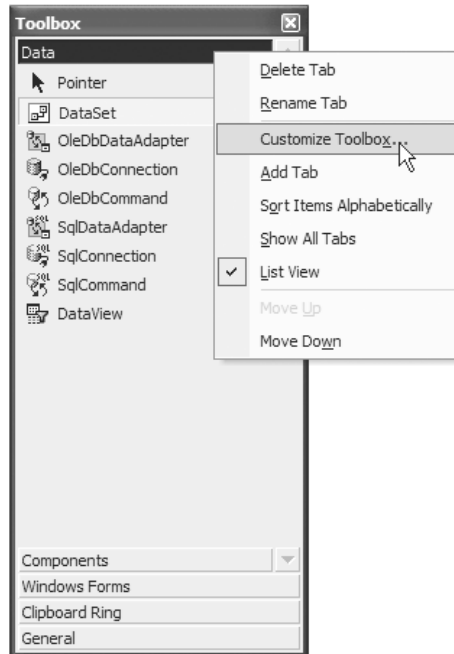 Toolbox
Data
Pointer
DataSet
OleDbDataAdapter
OleDbConnection
OleDbCommand
SqlDataAdapter
SqlConnection
SqlCommand
DataView
Delete Tab
Rename Tab
Customize Toolbox...
Add Tab
Sort Items Alphabetically
Show All Tabs
List View
Move Up
Move Down
Components
Windows Forms
Clipboard Ring
General